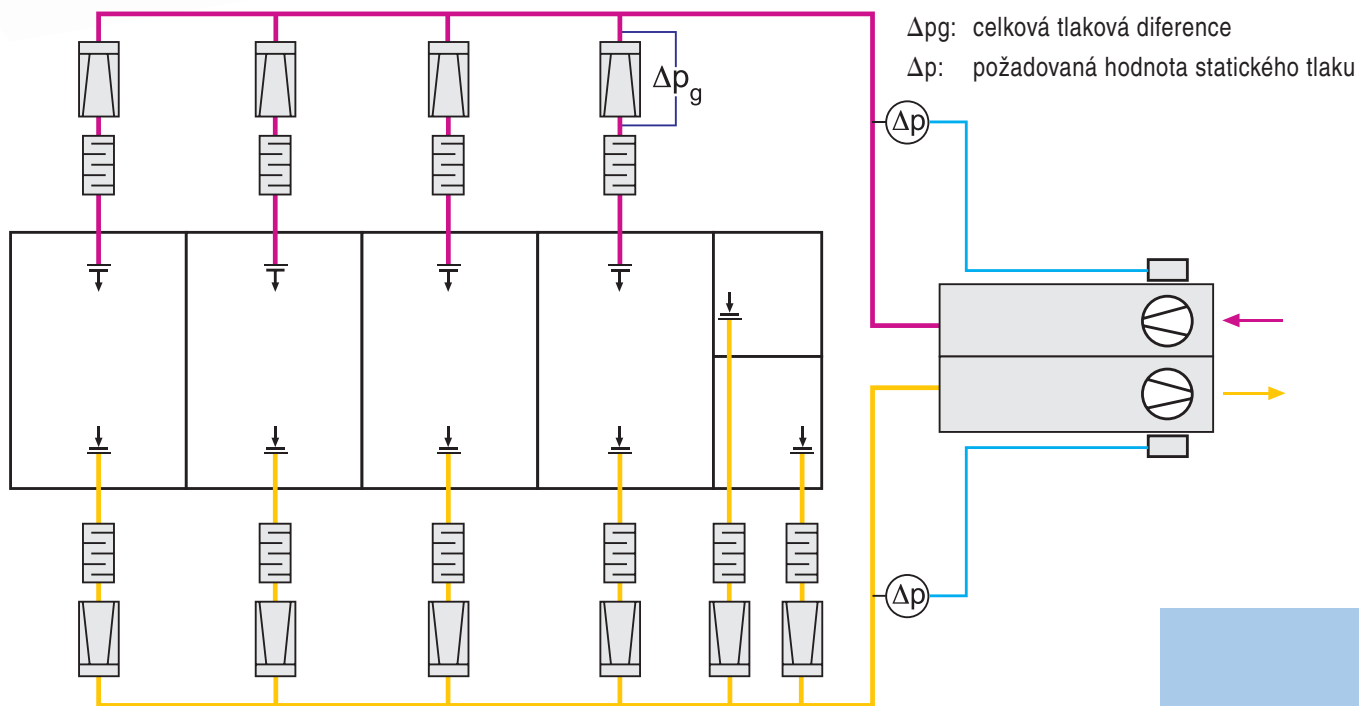 Δpg: celková tlaková diference
Δp: požadovaná hodnota statického tlaku
Δpg
Δp
Δp